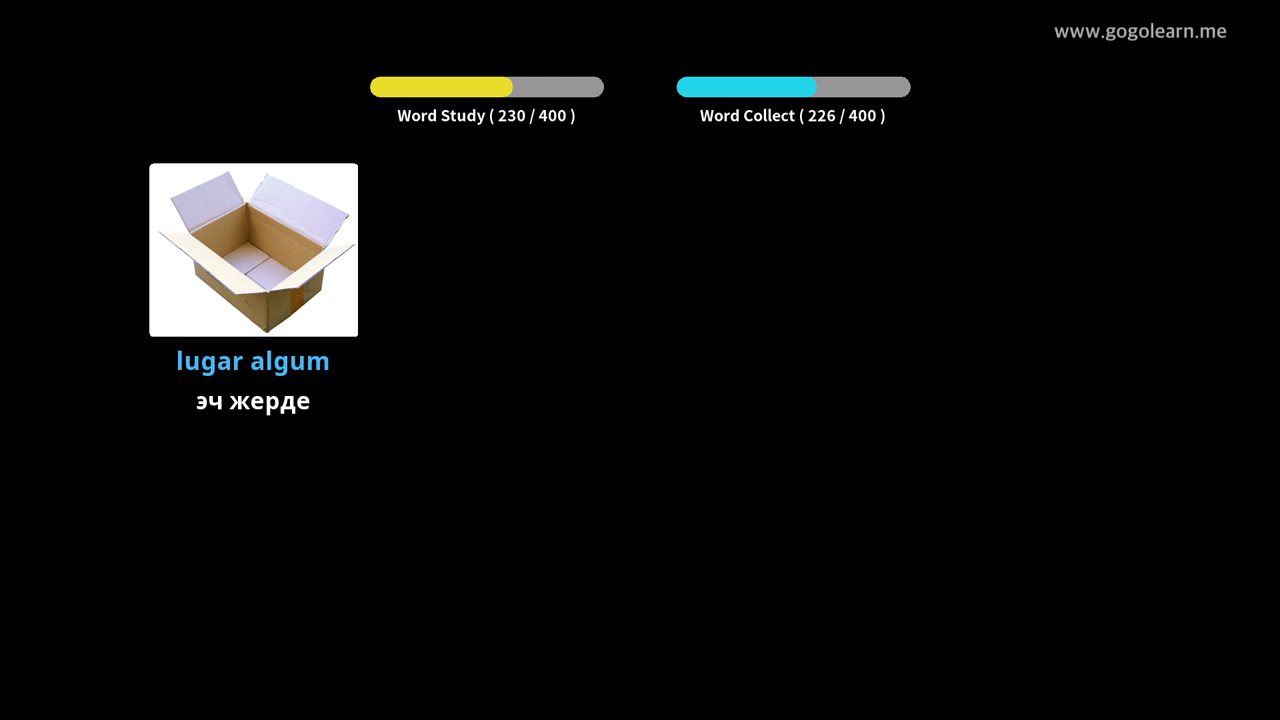 www.gogolearn.me
Word Study ( 230 / 400 )
Word Collect ( 226 / 400 )
lugar algum
эч жерде